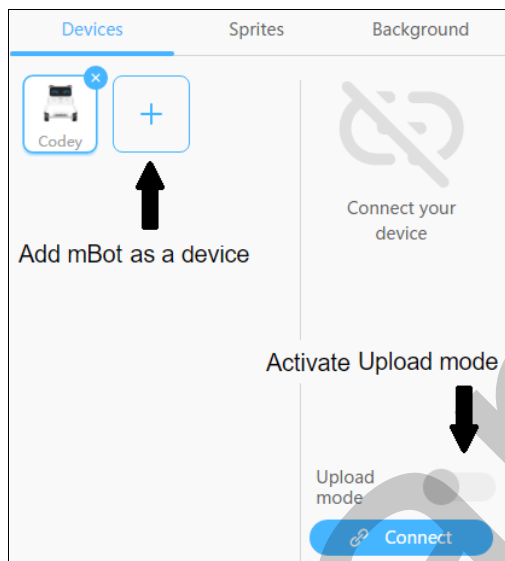 Devices Sprites Background
Codey
Add mBot as a device
Connect your
device
Activate Upload mode
Upload
mode
Connect